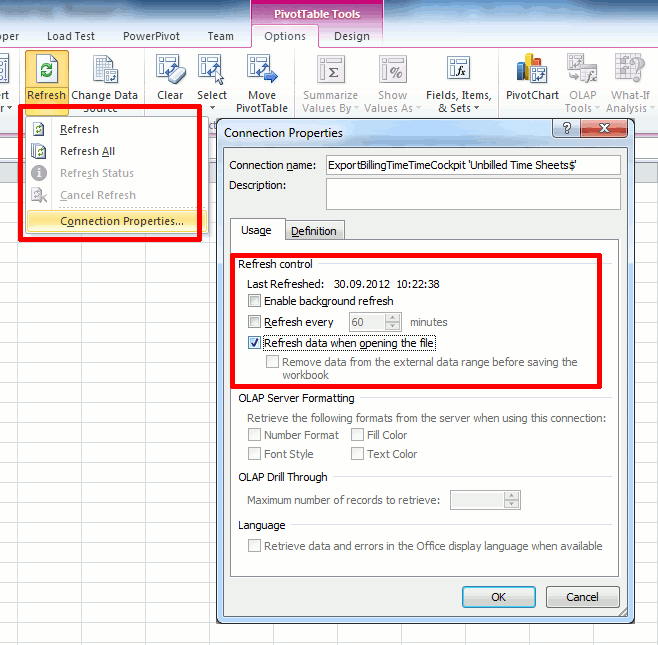 PivotTable Tools
oper Load Test PowerPivot Team Options Design
Refresh Change Data Clear Select Move Summarize Show Fields, Items, PivotChart OLAP What-If
Source PivotTable Values By Values As & Sets Tools Analysis
Refresh
Refresh All
Refresh Status
Cancel Refresh
Connection Properties...
Connection Properties
Connection name: ExportBillingTimeTimeCockpit 'Unbilled Time Sheets$'
Description:
Usage Definition
Refresh control
Last Refreshed: 30.09.2012 10:22:38
Enable background refresh
Refresh every 60 minutes
Refresh data when opening the file
Remove data from the external data range before saving the
workbook
OLAP Server Formatting
Retrieve the following formats from the server when using this connection:
Number Format Fill Color
Font Style Text Color
OLAP Drill Through
Maximum number of records to retrieve:
Language
Retrieve data and errors in the Office display language when available
OK Cancel